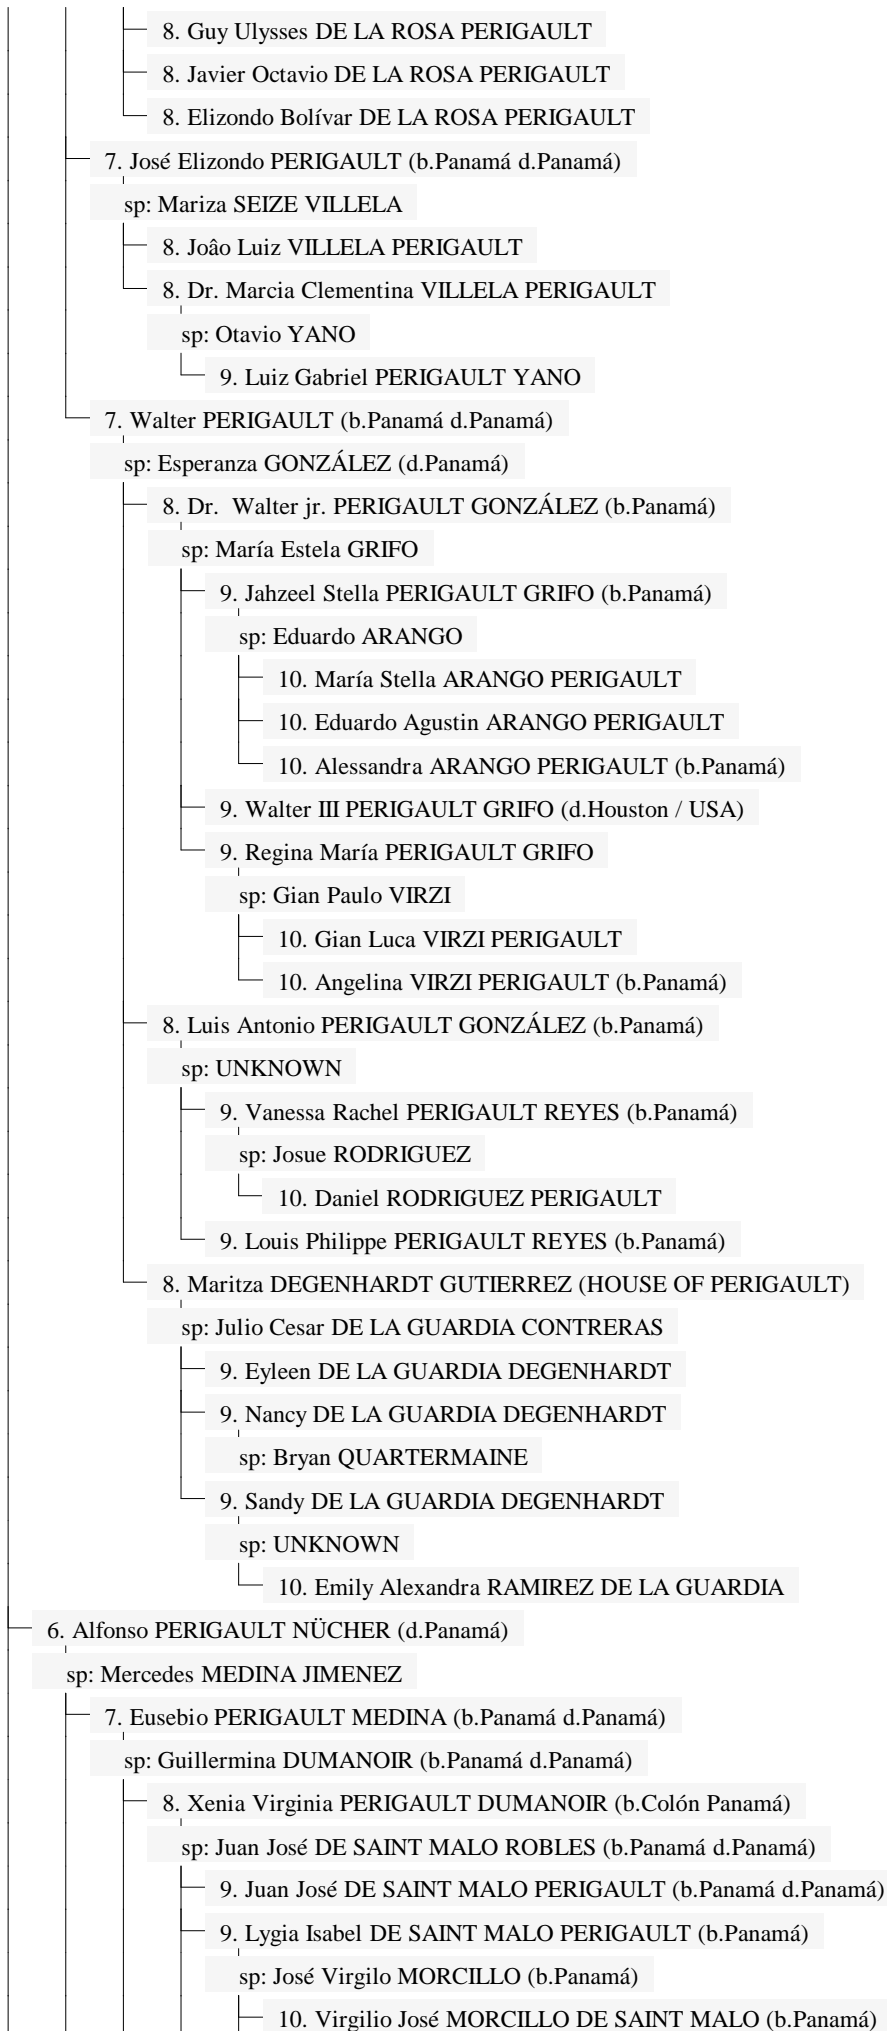 8. Guy Ulysses DE LA ROSA PERIGAULT
8. Javier Octavio DE LA ROSA PERIGAULT
8. Elizondo Bolívar DE LA ROSA PERIGAULT
7. José Elizondo PERIGAULT (b.Panamá d.Panamá)
sp: Mariza SEIZE VILLELA
8. Joâo Luiz VILLELA PERIGAULT
8. Dr. Marcia Clementina VILLELA PERIGAULT
sp: Otavio YANO
9. Luiz Gabriel PERIGAULT YANO
7. Walter PERIGAULT (b.Panamá d.Panamá)
sp: Esperanza GONZÁLEZ (d.Panamá)
8. Dr.  Walter jr. PERIGAULT GONZÁLEZ (b.Panamá)
sp: María Estela GRIFO
9. Jahzeel Stella PERIGAULT GRIFO (b.Panamá)
sp: Eduardo ARANGO
10. María Stella ARANGO PERIGAULT
10. Eduardo Agustin ARANGO PERIGAULT
10. Alessandra ARANGO PERIGAULT (b.Panamá)
9. Walter III PERIGAULT GRIFO (d.Houston / USA)
9. Regina María PERIGAULT GRIFO
sp: Gian Paulo VIRZI
10. Gian Luca VIRZI PERIGAULT
10. Angelina VIRZI PERIGAULT (b.Panamá)
8. Luis Antonio PERIGAULT GONZÁLEZ (b.Panamá)
sp: UNKNOWN
9. Vanessa Rachel PERIGAULT REYES (b.Panamá)
sp: Josue RODRIGUEZ
10. Daniel RODRIGUEZ PERIGAULT
9. Louis Philippe PERIGAULT REYES (b.Panamá)
8. Maritza DEGENHARDT GUTIERREZ (HOUSE OF PERIGAULT)
sp: Julio Cesar DE LA GUARDIA CONTRERAS
9. Eyleen DE LA GUARDIA DEGENHARDT
9. Nancy DE LA GUARDIA DEGENHARDT
sp: Bryan QUARTERMAINE
9. Sandy DE LA GUARDIA DEGENHARDT
sp: UNKNOWN
10. Emily Alexandra RAMIREZ DE LA GUARDIA
6. Alfonso PERIGAULT NÜCHER (d.Panamá)
sp: Mercedes MEDINA JIMENEZ
7. Eusebio PERIGAULT MEDINA (b.Panamá d.Panamá)
sp: Guillermina DUMANOIR (b.Panamá d.Panamá)
8. Xenia Virginia PERIGAULT DUMANOIR (b.Colón Panamá)
sp: Juan José DE SAINT MALO ROBLES (b.Panamá d.Panamá)
9. Juan José DE SAINT MALO PERIGAULT (b.Panamá d.Panamá)
9. Lygia Isabel DE SAINT MALO PERIGAULT (b.Panamá)
sp: José Virgilo MORCILLO (b.Panamá)
10. Virgilio José MORCILLO DE SAINT MALO (b.Panamá)